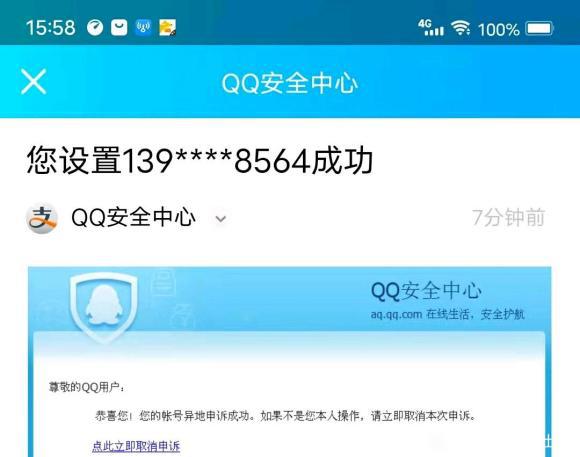 15:58 4G 100%
QQ安全中心
您设置139****8564成功
支 QQ安全中心 7分钟前
QQ安全中心
aq.qq.com 在线生活，安全护航
尊敬的QQ用户：
恭喜您！您的帐号异地申诉成功。如果不是您本人操作，请立即取消本次申诉。
点此立即取消申诉